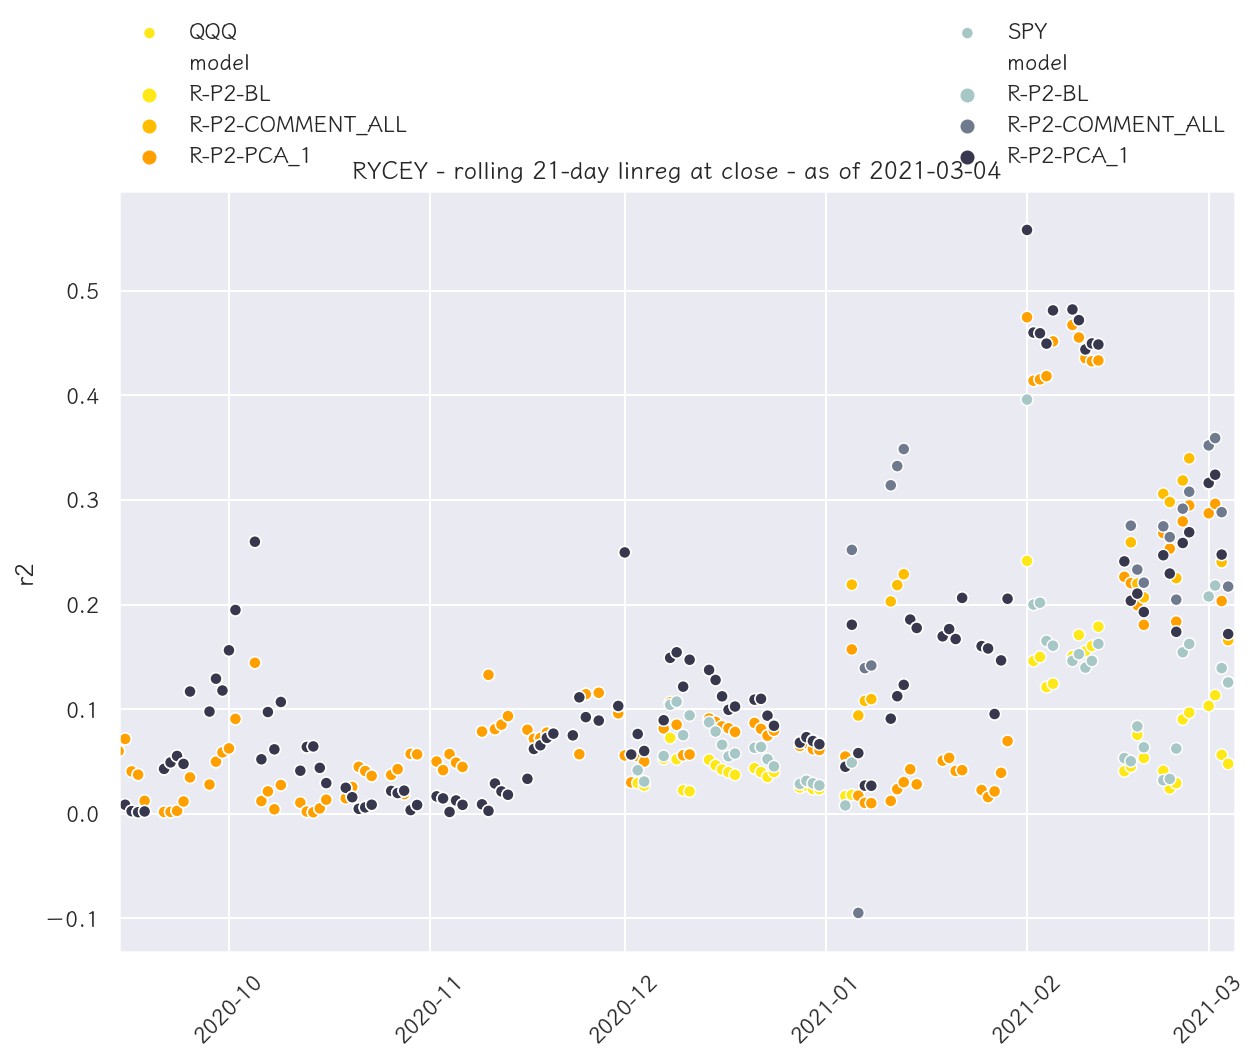 QQQ
model
R-P2-BL
R-P2-COMMENT_ALL
R-P2-PCA_1
SPY
model
R-P2-BL
R-P2-COMMENT_ALL
R-P2-PCA_1
RYCEY - rolling 21-day linreg at close - as of 2021-03-04
r2
0.5
0.4
0.3
0.2
0.1
0.0
−0.1
2020-10
2020-11
2020-12
2021-01
2021-02
2021-03